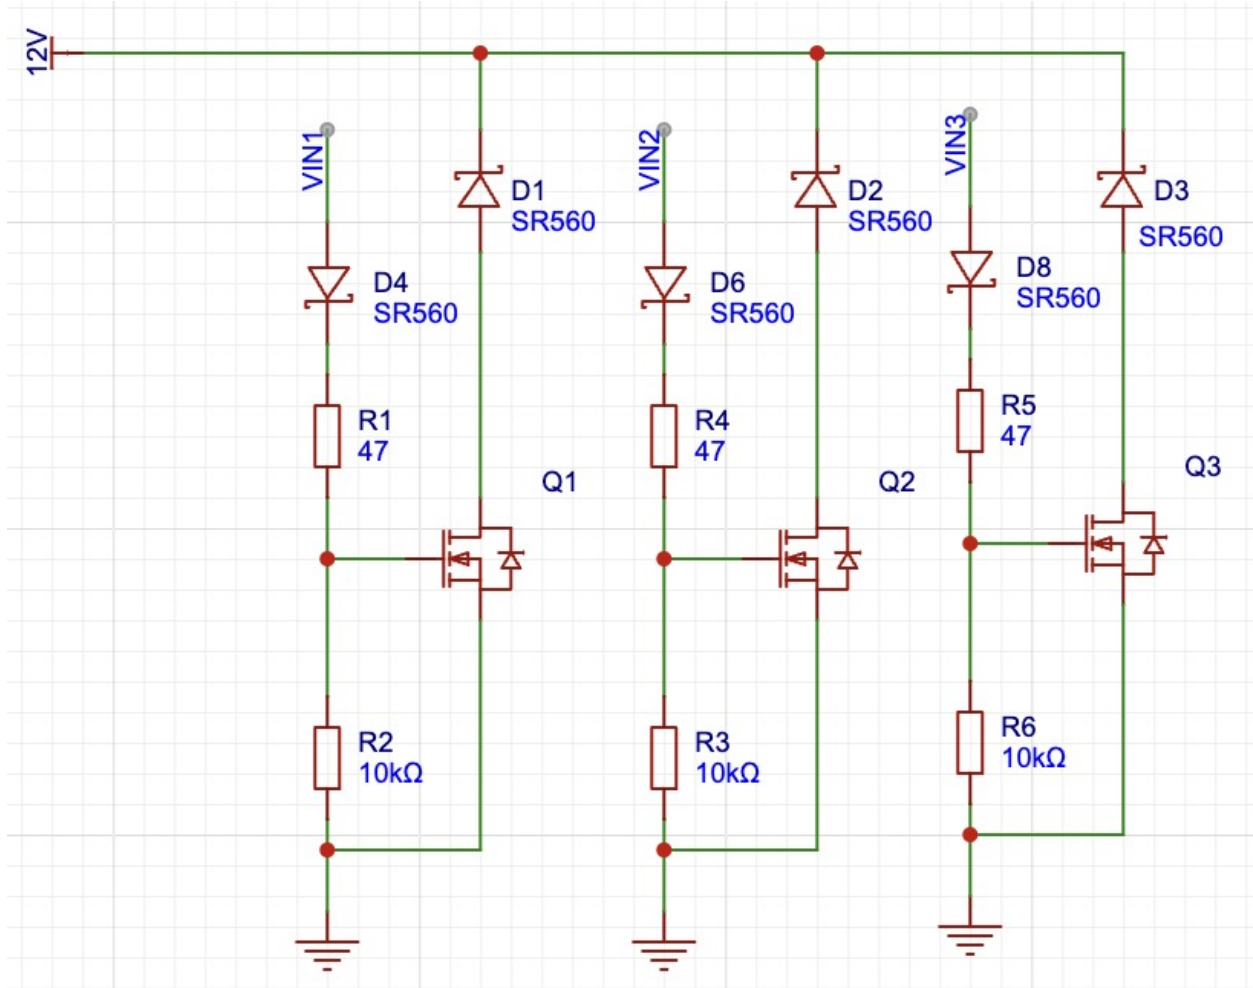 12V
VIN1
D1
SR560
D4
SR560
R1
47
Q1
R2
10kΩ
VIN2
D2
SR560
D6
SR560
R4
47
Q2
R3
10kΩ
VIN3
D3
SR560
D8
SR560
R5
47
Q3
R6
10kΩ